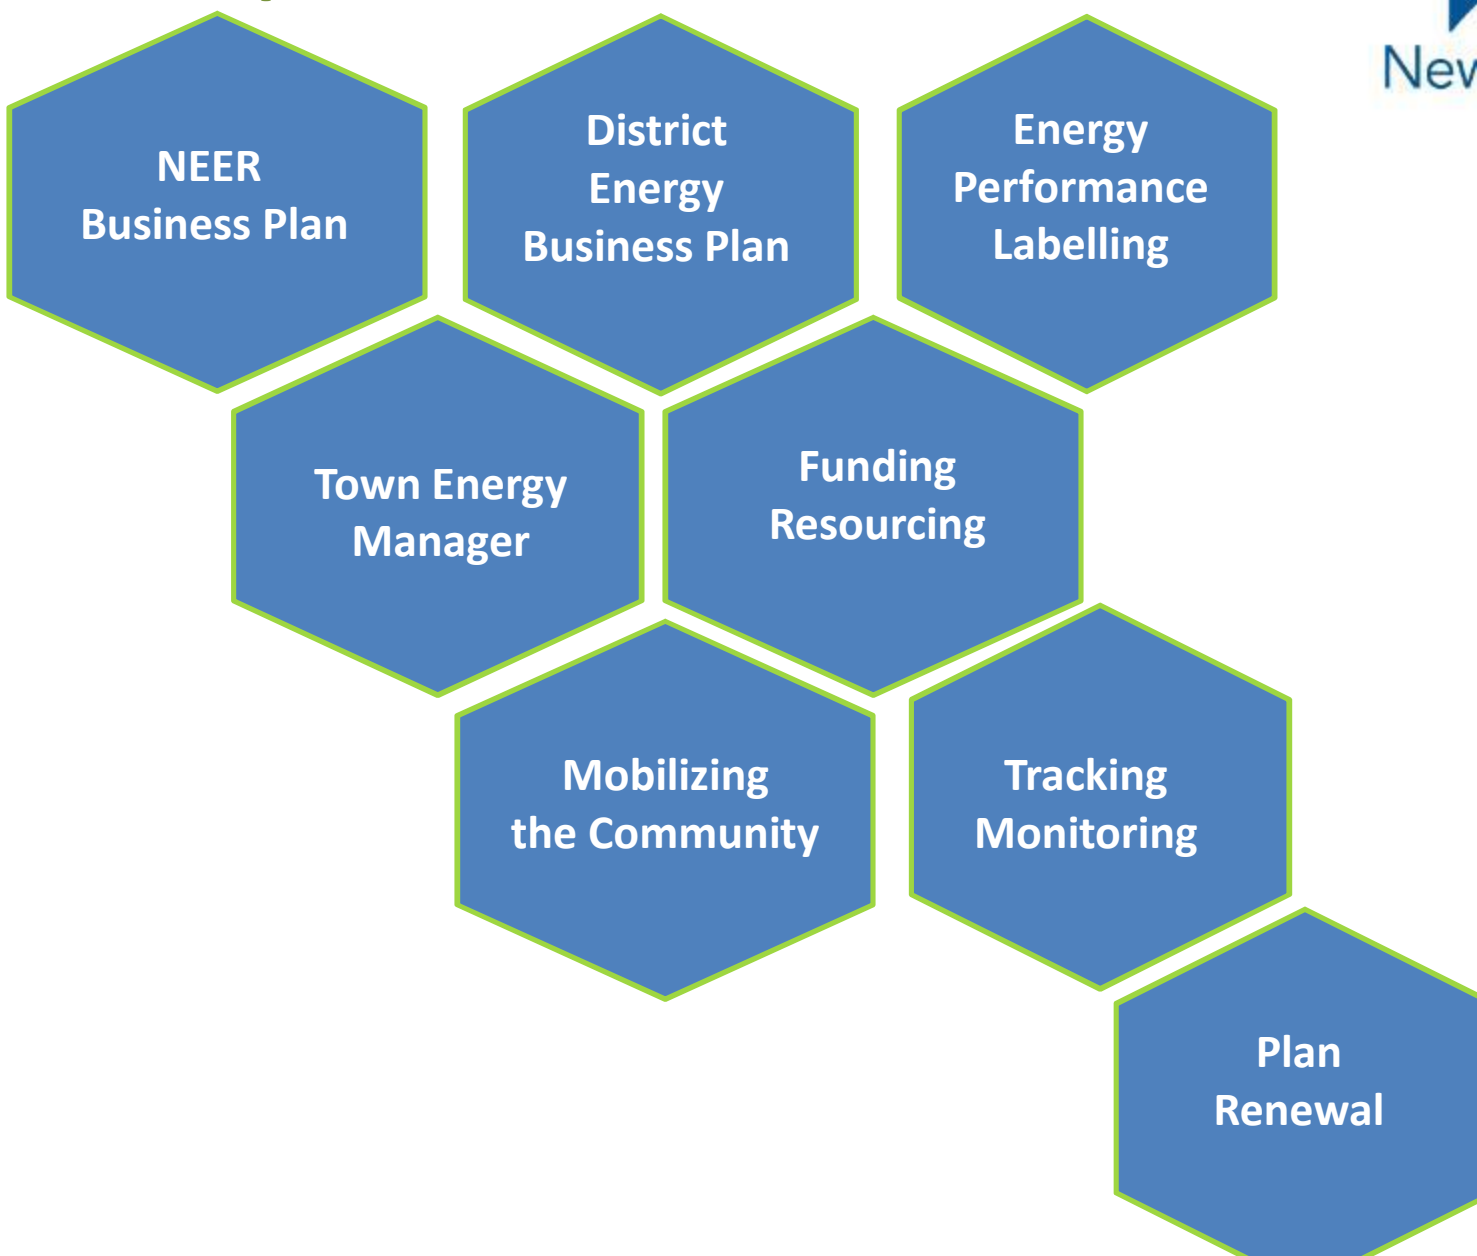 NEER
Business Plan
District
Energy
Business Plan
Energy
Performance
Labelling
Town Energy
Manager
Funding
Resourcing
Mobilizing
the Community
Tracking
Monitoring
Plan
Renewal